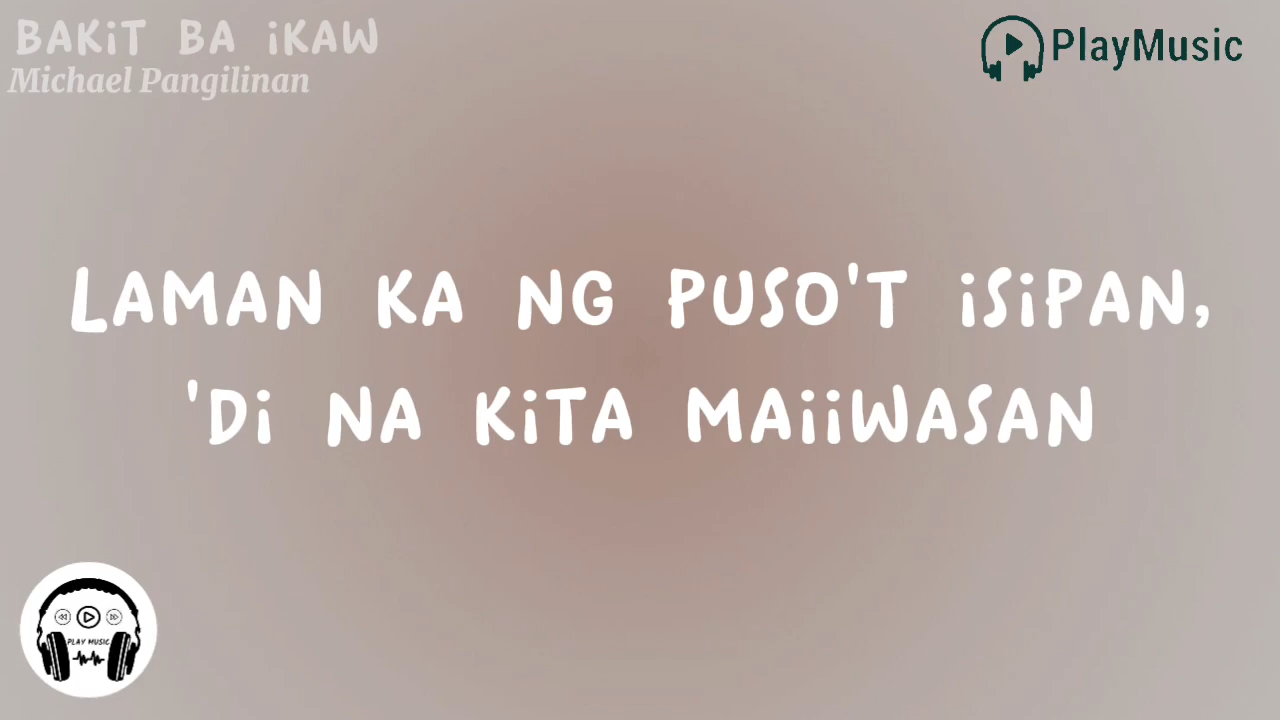 BAKiT BA iKAW
Michael Pangilinan
PlayMusic
LAMAN KA NG PUSO'T iSiPAN,
'Di NA KiTA MAiiWASAN
PLAY MUSIC